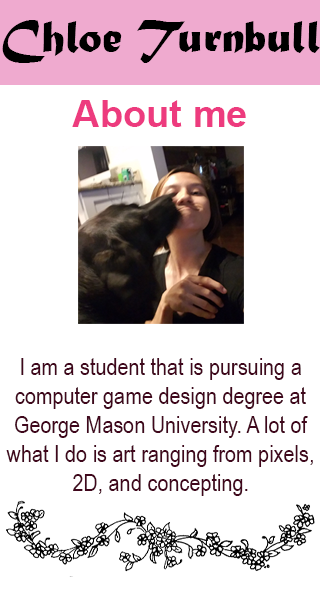 Chloe Turnbull
About me
I am a student that is pursuing a
computer game design degree at
George Mason University. A lot of
what I do is art ranging from pixels,
2D, and concepting.